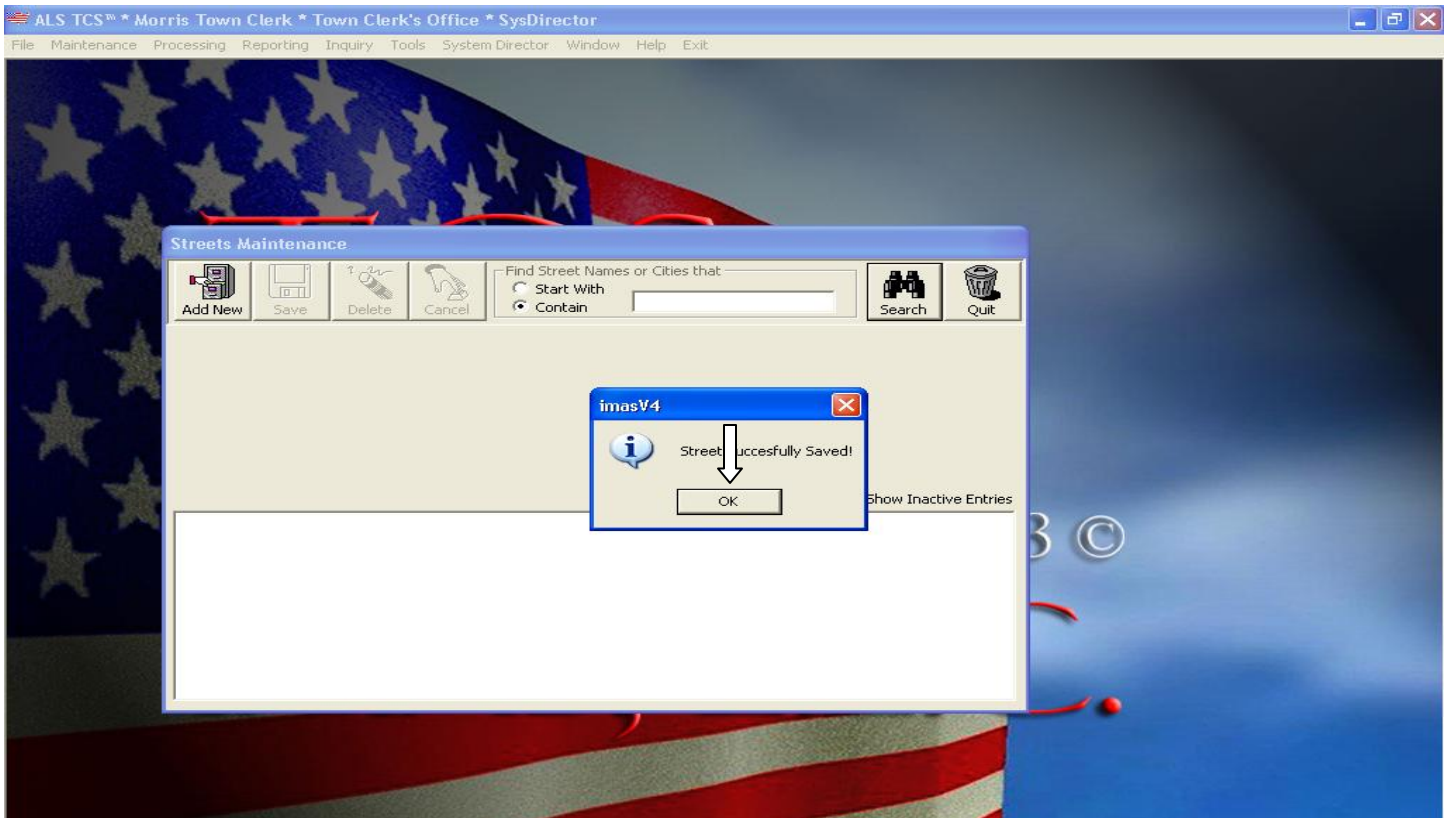 ALS TCS™ * Morris Town Clerk * Town Clerk's Office * SysDirector
File Maintenance Processing Reporting Inquiry Tools System Director Window Help Exit
Streets Maintenance
Add New Save Delete Cancel
Find Street Names or Cities that
Start With
Contain
Search Quit
imasV4
Street uccesfully Saved!
OK
Show Inactive Entries
3 ©